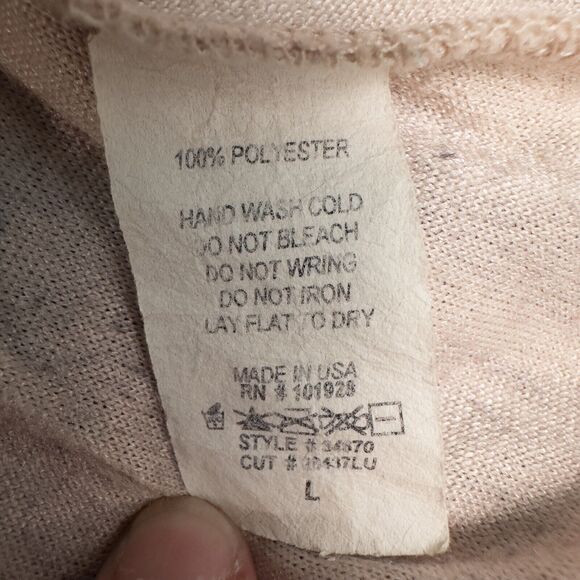 100% POLYESTER
HAND WASH COLD
DO NOT BLEACH
DO NOT WRING
DO NOT IRON
LAY FLAT TO DRY
MADE IN USA
RN # 101928
STYLE #
CUT #
L